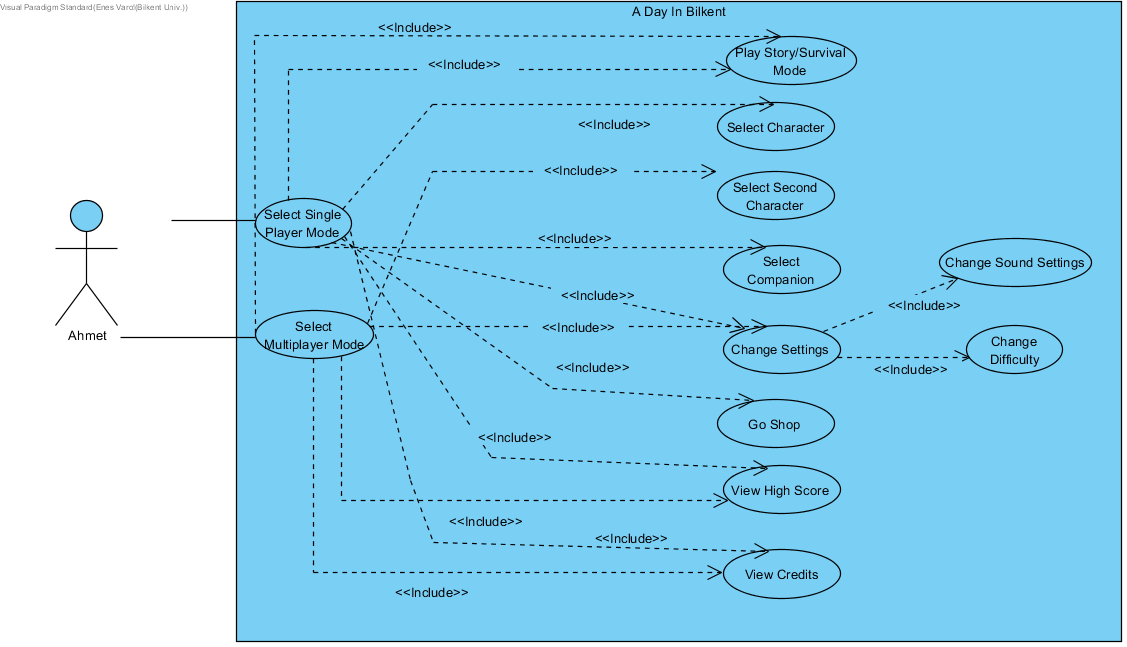 Visual Paradigm Standard(Enes Varol(Bilkent Univ.))
A Day In Bilkent
<<Include>>
Play Story/Survival
Mode
<<Include>>
<<Include>>
Select Character
<<Include>>
Select Second
Character
Select Single
Player Mode
<<Include>>
Select
Companion
Change Sound Settings
<<Include>>
<<Include>>
Ahmet
Select
Multiplayer Mode
<<Include>>
Change Settings
Change
Difficulty
<<Include>>
<<Include>>
Go Shop
<<Include>>
View High Score
<<Include>>
<<Include>>
View Credits
<<Include>>